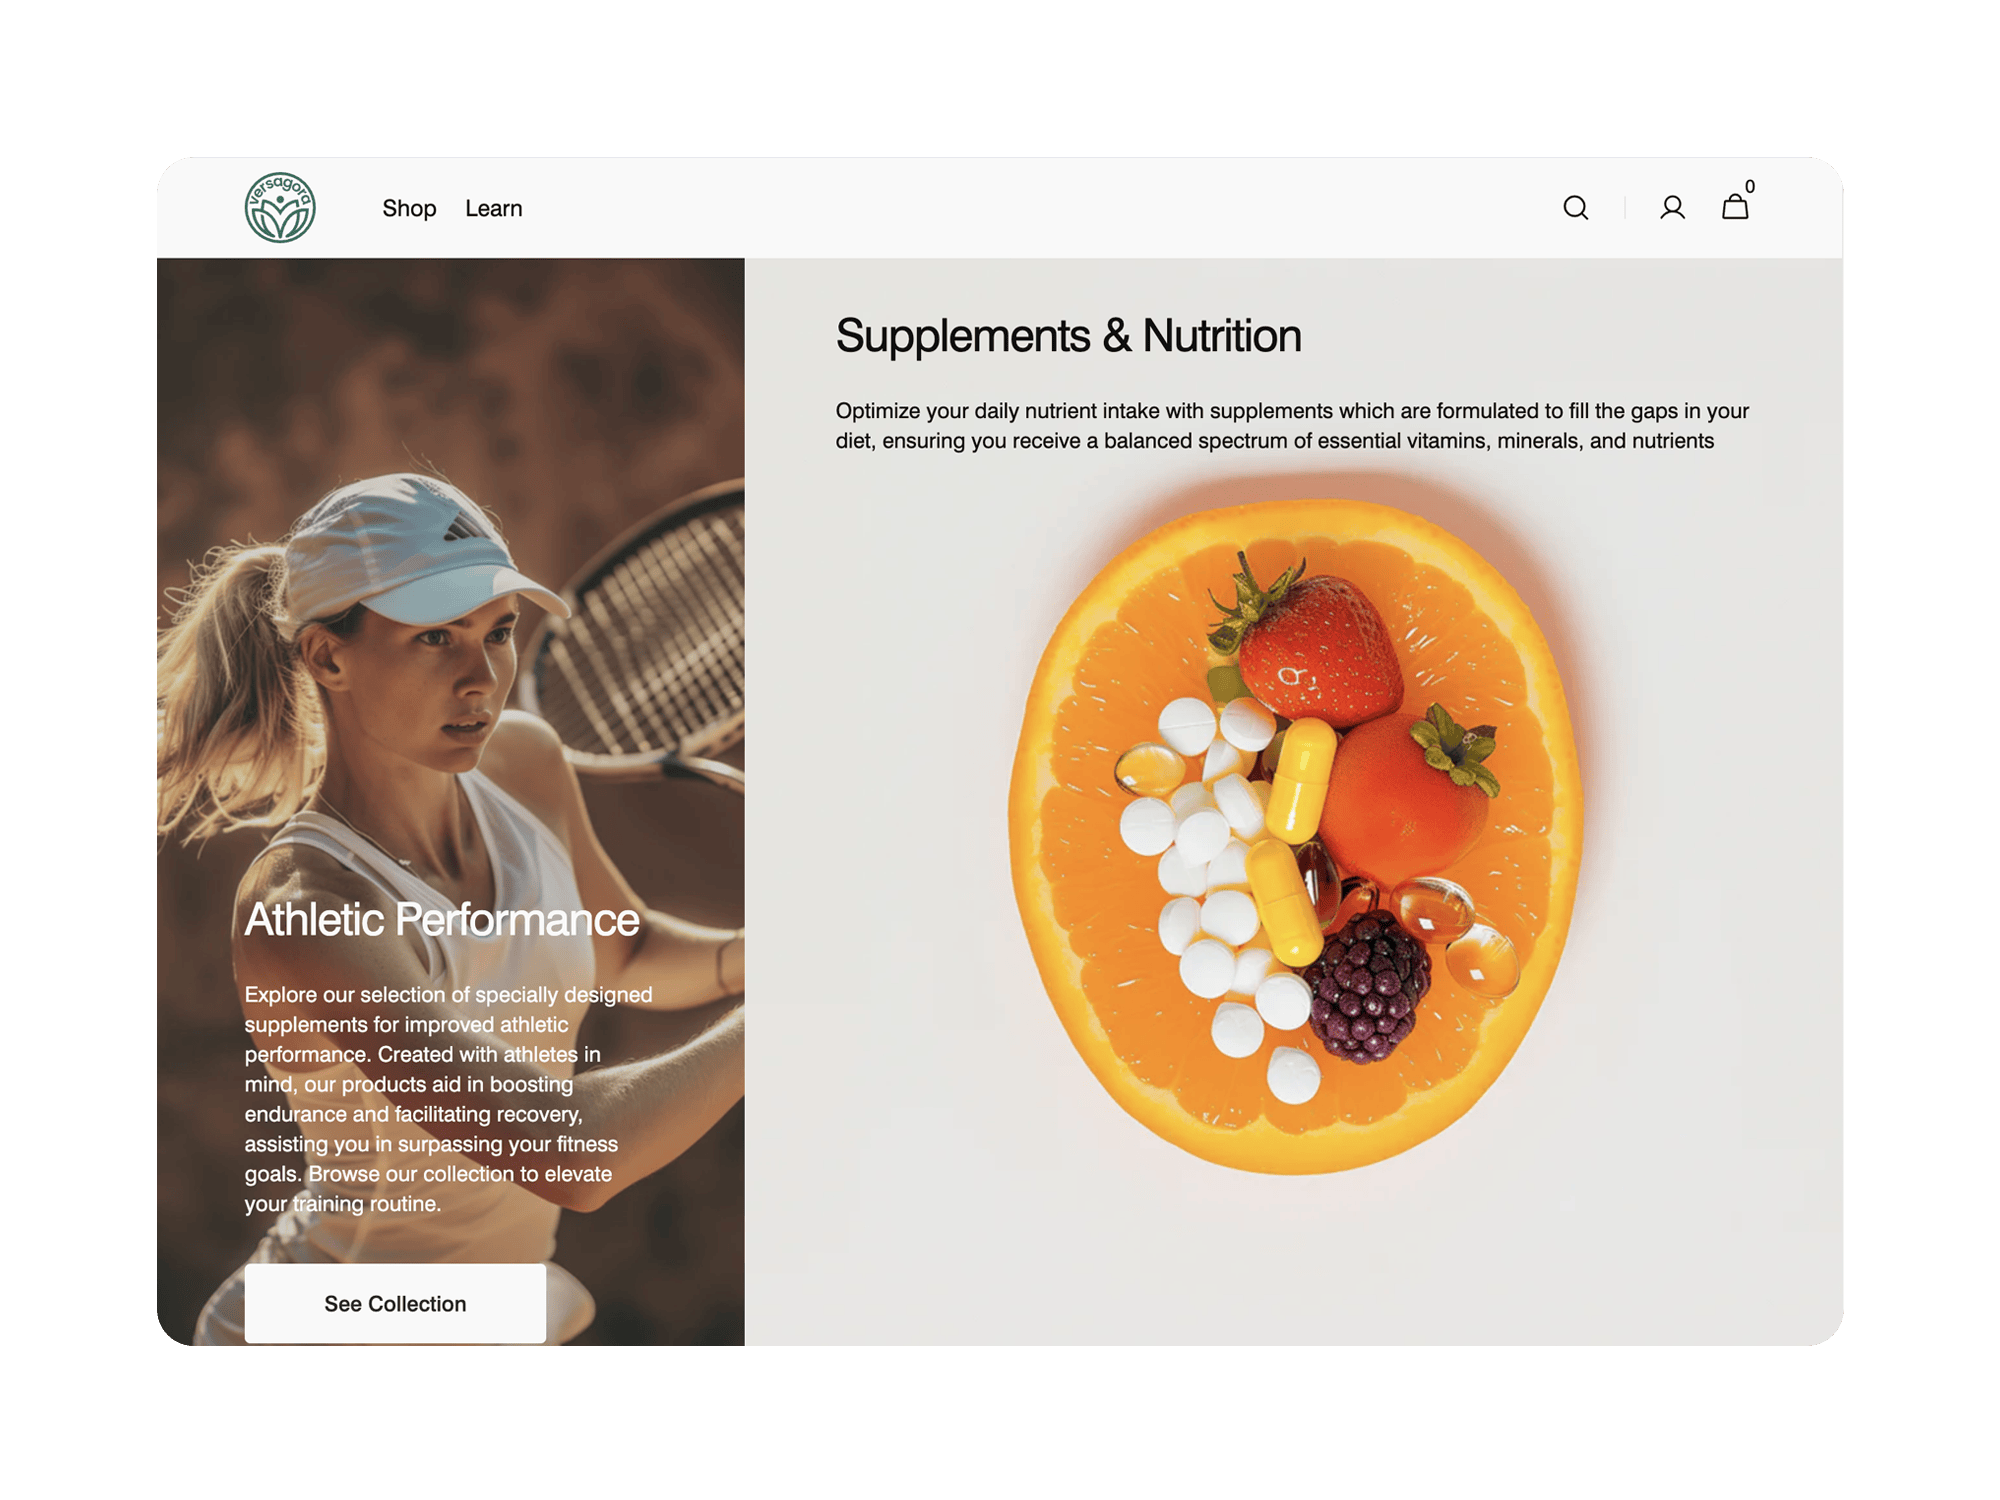 versagora
Shop
Learn
0
Athletic Performance
Explore our selection of specially designed
supplements for improved athletic
performance. Created with athletes in
mind, our products aid in boosting
endurance and facilitating recovery,
assisting you in surpassing your fitness
goals. Browse our collection to elevate
your training routine.
See Collection
Supplements & Nutrition
Optimize your daily nutrient intake with supplements which are formulated to fill the gaps in your
diet, ensuring you receive a balanced spectrum of essential vitamins, minerals, and nutrients